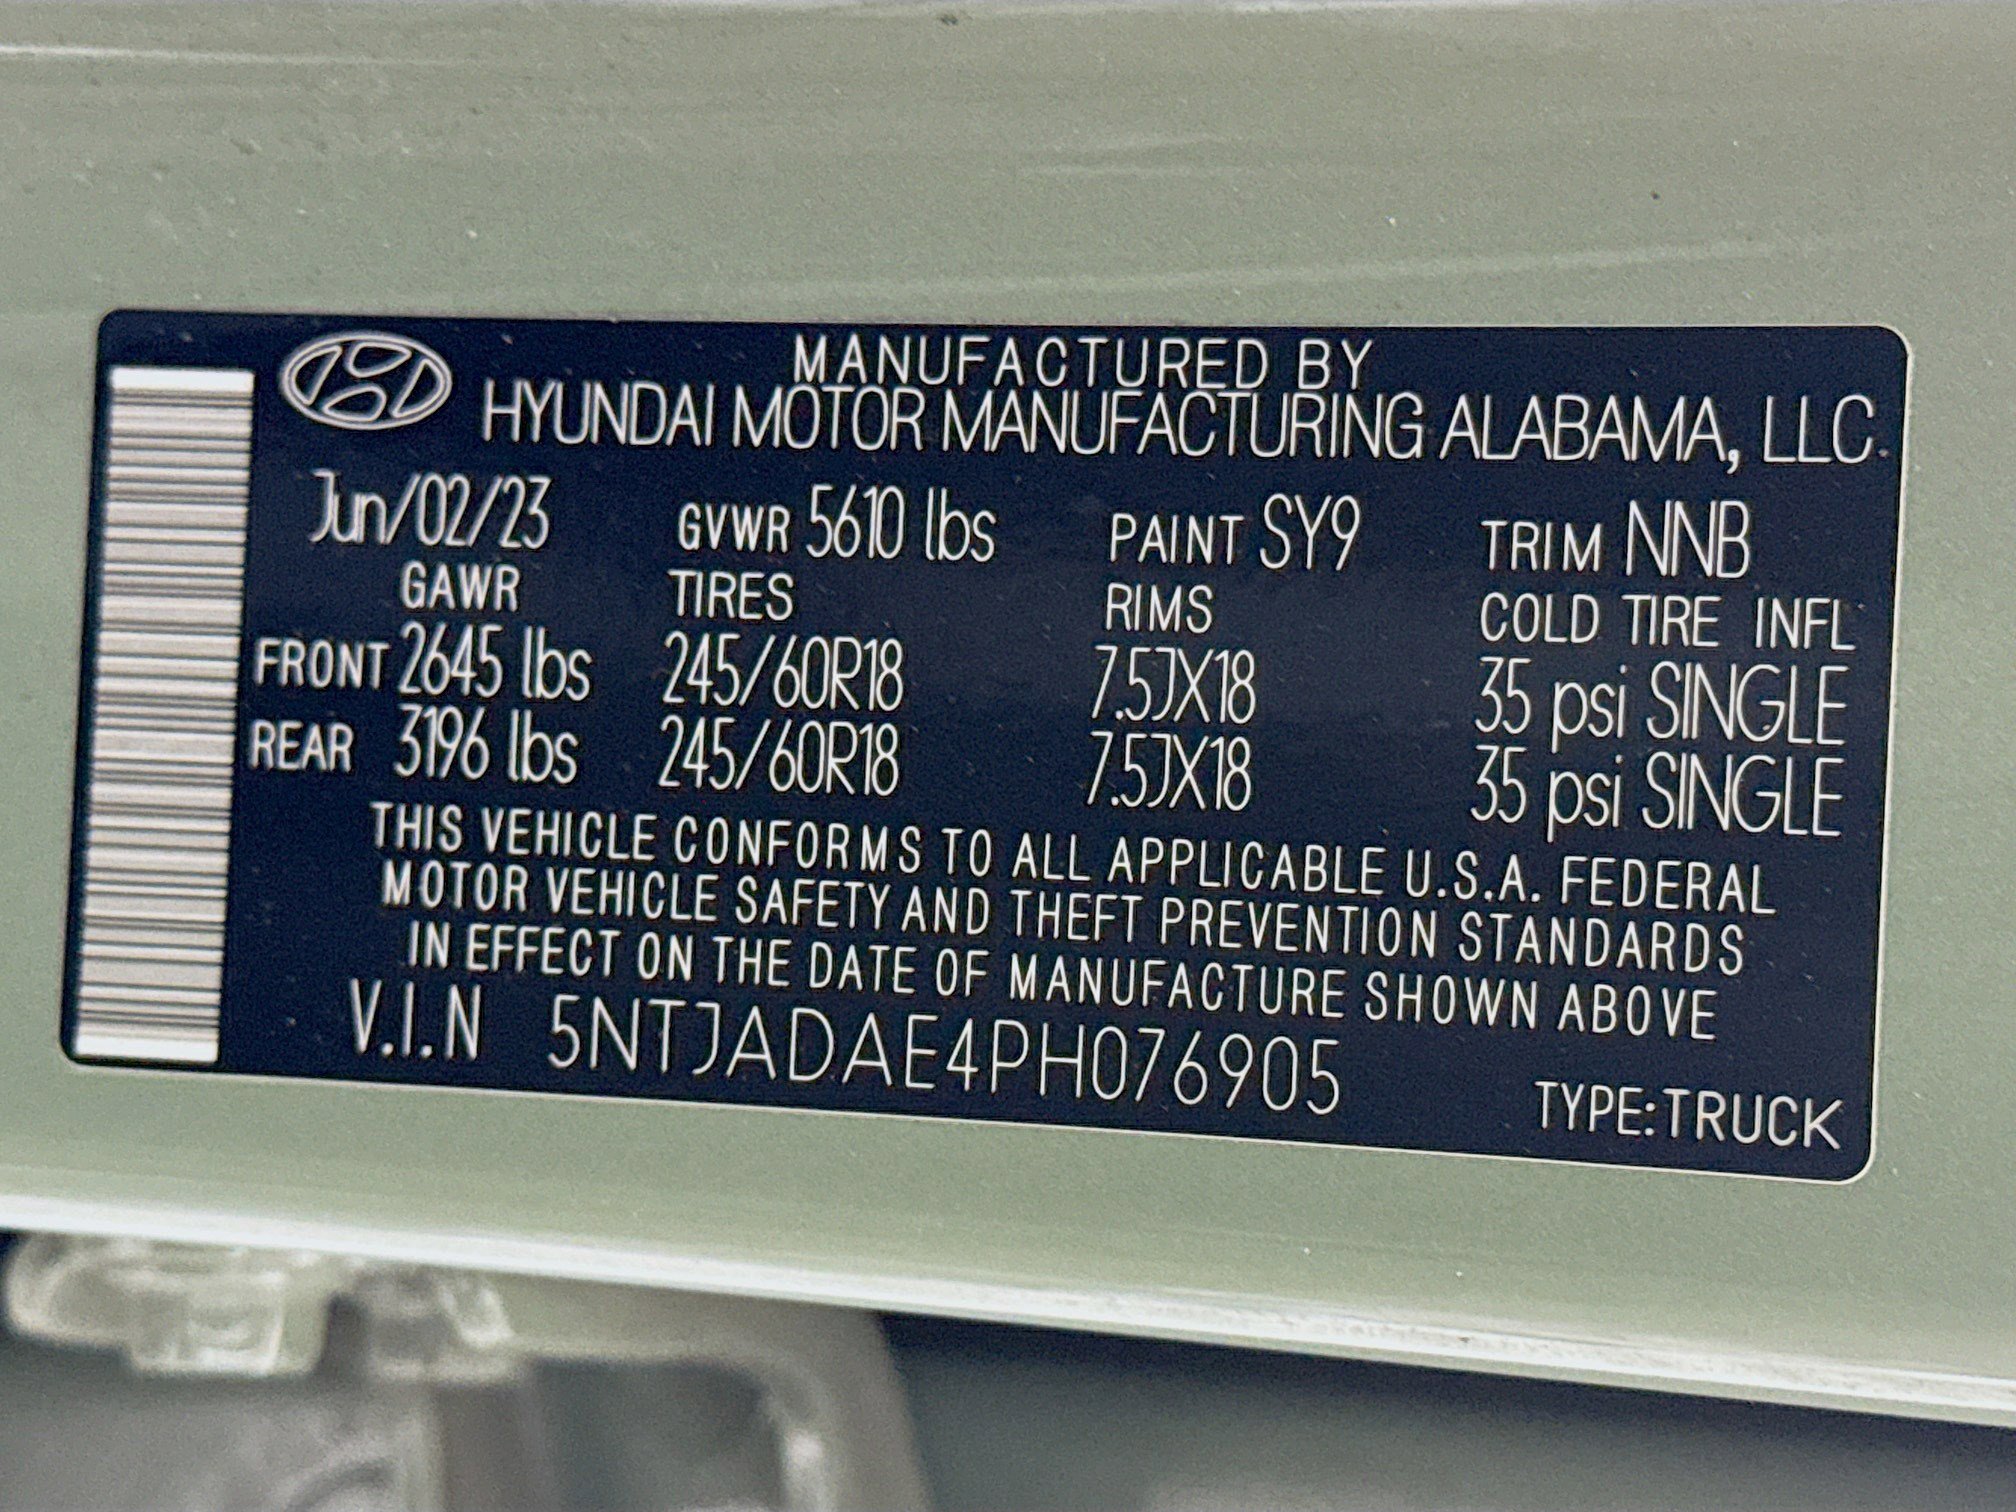 MANUFACTURED BY
HYUNDAI MOTOR MANUFACTURING ALABAMA, LLC.
Jun/02/23 GVWR 5610 lbs PAINT SY9 TRIM NNB
GAWR TIRES RIMS COLD TIRE INFL
FRONT 2645 lbs 245/60R18 7.5JX18 35 psi SINGLE
REAR 3196 lbs 245/60R18 7.5JX18 35 psi SINGLE
THIS VEHICLE CONFORMS TO ALL APPLICABLE U.S.A. FEDERAL
MOTOR VEHICLE SAFETY AND THEFT PREVENTION STANDARDS
IN EFFECT ON THE DATE OF MANUFACTURE SHOWN ABOVE
V.I.N 5NTJADAE4PH076905
TYPE:TRUCK